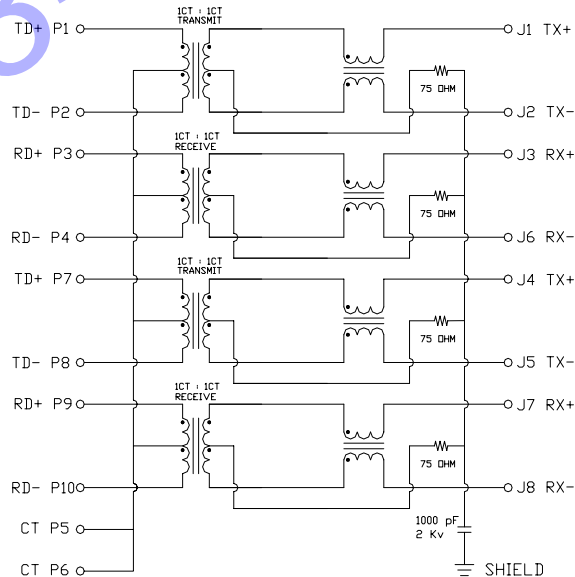 1CT : 1CT
TRANSMIT
TD+ P1
J1 TX+
75 OHM
TD- P2
J2 TX-
1CT : 1CT
RECEIVE
RD+ P3
J3 RX+
75 OHM
RD- P4
J6 RX-
1CT : 1CT
TRANSMIT
TD+ P7
J4 TX+
75 OHM
TD- P8
J5 TX-
1CT : 1CT
RECEIVE
RD+ P9
J7 RX+
75 OHM
RD- P10
J8 RX-
1000 pF
2 Kv
CT P5
CT P6
SHIELD